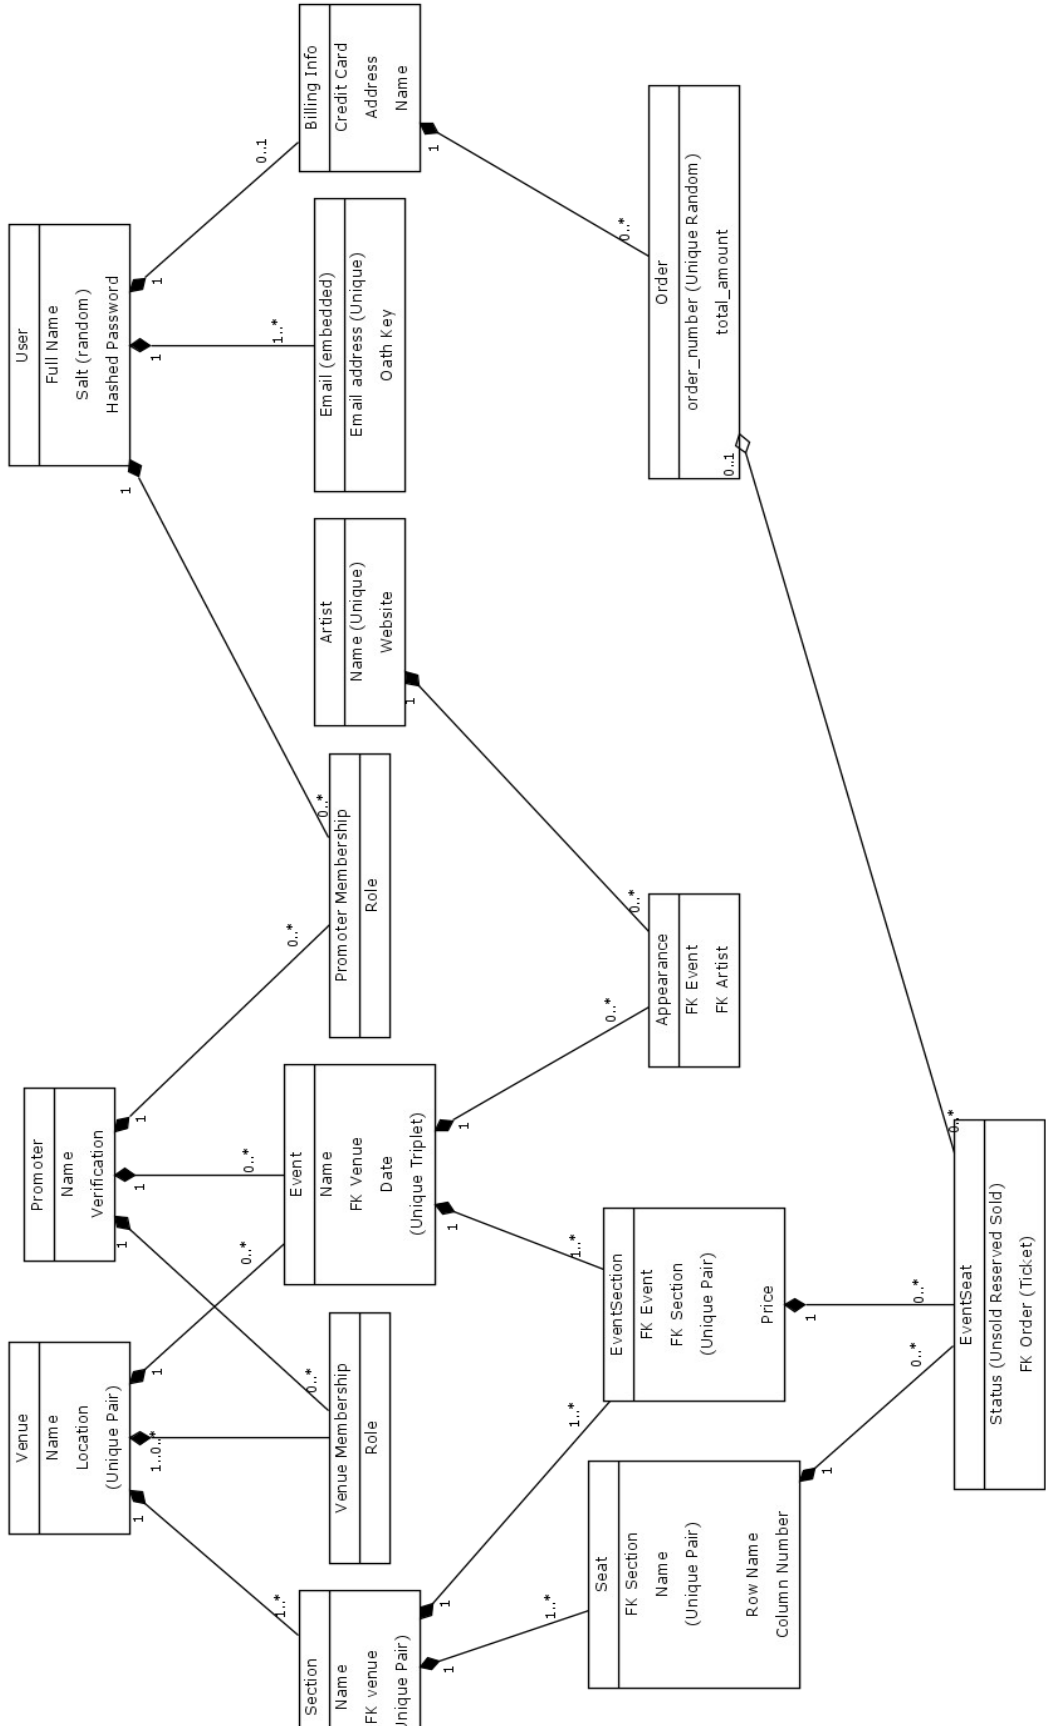 User
Full Name
Salt (random)
Hashed Password
1
1
1
Billing Info
Credit Card
Address
Name
0..1
1
Email (embedded)
Email address (Unique)
Oath Key
1..*
Order
order_number (Unique Random)
total_amount
0..*
0..1
Artist
Name (Unique)
Website
1
Promoter Membership
Role
0..*
0..*
Appearance
FK Event
FK Artist
0..*
0..*
Promoter
Name
Verification
1
1
1
Event
Name
FK Venue
Date
(Unique Triplet)
0..*
0..*
1
1
Venue
Name
Location
(Unique Pair)
1
1..0..*
1
Venue Membership
Role
0..*
EventSection
FK Event
FK Section
(Unique Pair)
Price
1..*
1..*
1
EventSeat
Status (Unsold Reserved Sold)
FK Order (Ticket)
0..*
0..*
0..*
Section
Name
FK venue
Unique Pair)
1..*
1
1
Seat
FK Section
Name
(Unique Pair)
Row Name
Column Number
1..*
1